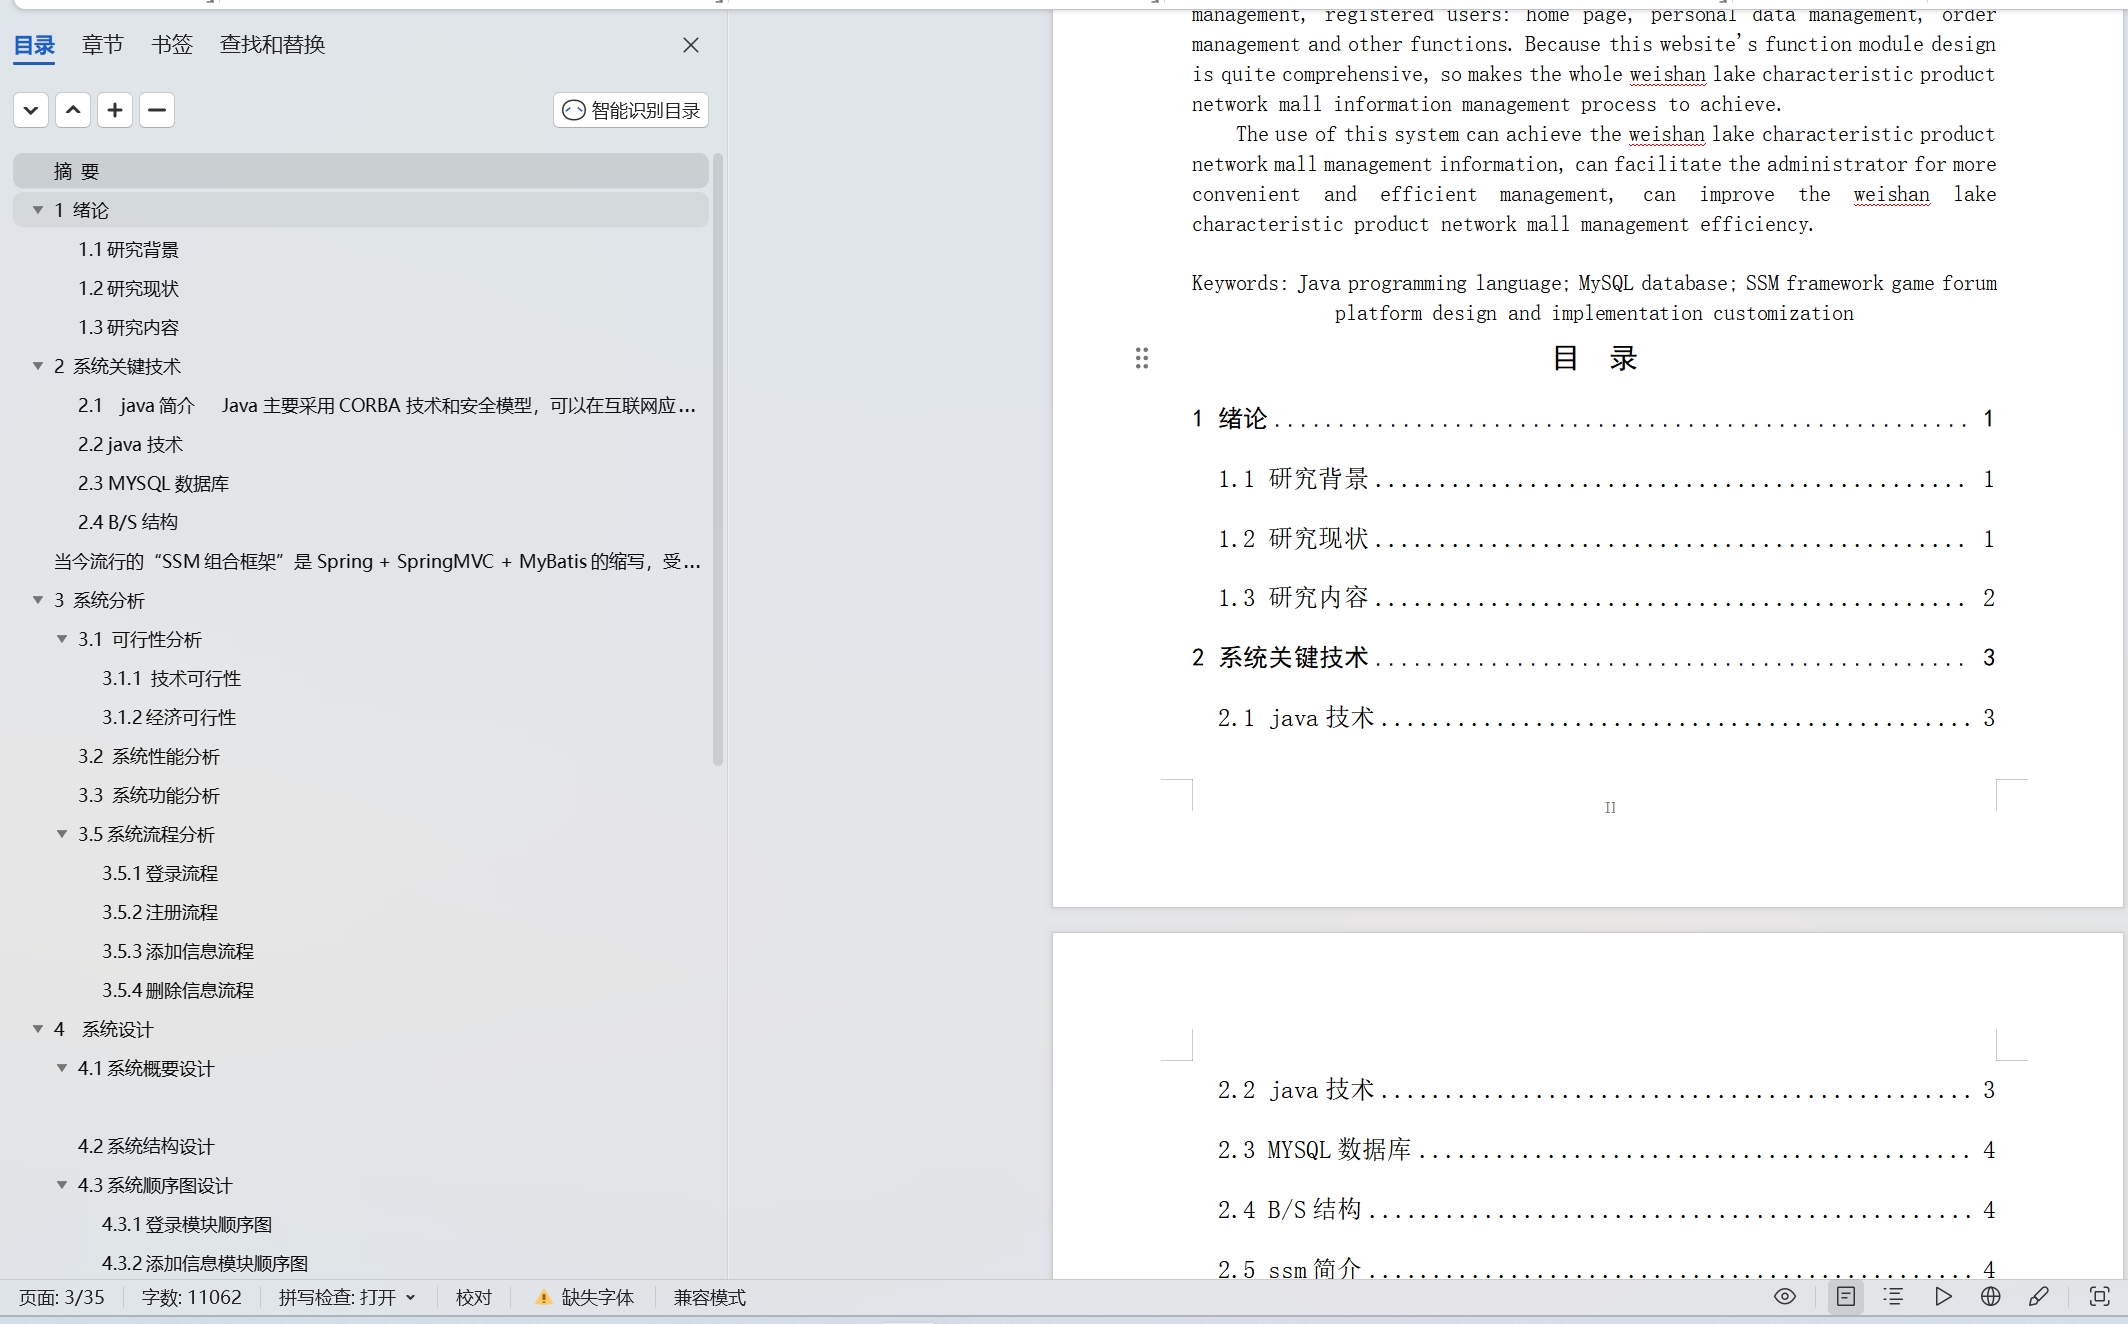 目录 章节 书签 查找和替换
智能识别目录
摘 要
1 绪论
1.1研究背景
1.2研究现状
1.3研究内容
2 系统关键技术
2.1 java简介 Java 主要采用 CORBA 技术和安全模型，可以在互联网应...
2.2 java 技术
2.3 MYSQL 数据库
2.4 B/S 结构
当今流行的“SSM 组合框架”是 Spring + SpringMVC + MyBatis 的缩写，受...
3 系统分析
3.1 可行性分析
3.1.1 技术可行性
3.1.2经济可行性
3.2 系统性能分析
3.3 系统功能分析
3.5系统流程分析
3.5.1登录流程
3.5.2注册流程
3.5.3添加信息流程
3.5.4删除信息流程
4 系统设计
4.1系统概要设计
4.2系统结构设计
4.3系统顺序图设计
4.3.1登录模块顺序图
4.3.2添加信息模块顺序图
management, registered users: home page, personal data management, order
management and other functions. Because this website's function module design
is quite comprehensive, so makes the whole weishan lake characteristic product
network mall information management process to achieve.
The use of this system can achieve the weishan lake characteristic product
network mall management information, can facilitate the administrator for more
convenient and efficient management, can improve the weishan lake
characteristic product network mall management efficiency.
Keywords: Java programming language; MySQL database; SSM framework game forum
platform design and implementation customization
目 录
1 绪论.......................................................... 1
1.1 研究背景.................................................. 1
1.2 研究现状.................................................. 1
1.3 研究内容.................................................. 2
2 系统关键技术.................................................. 3
2.1 java 技术.................................................. 3
II
2.2 java 技术.................................................. 3
2.3 MYSQL 数据库............................................... 4
2.4 B/S 结构................................................... 4
2.5 ssm 简介................................................... 4
页面: 3/35 字数: 11062 拼写检查: 打开 校对 缺失字体 兼容模式